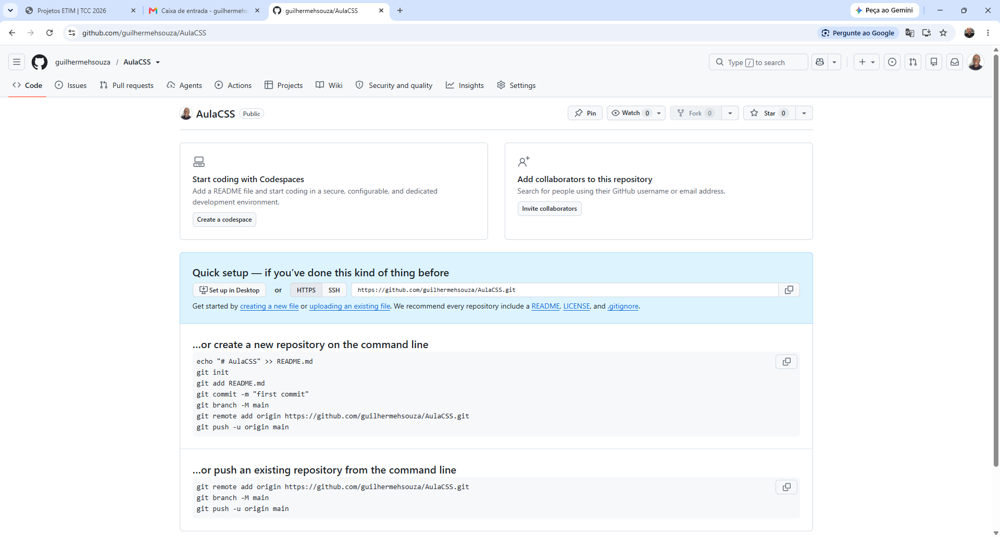 Projetos ETIM | TCC 2026
Caixa de entrada - guilhermehs
guilhermehsouza/AulaCSS
Peça ao Gemini
github.com/guilhermehsouza/AulaCSS
Pergunte ao Google
guilhermehsouza / AulaCSS
Type / to search
Code
Issues
Pull requests
Agents
Actions
Projects
Wiki
Security and quality
Insights
Settings
AulaCSS Public
Pin
Watch 0
Fork 0
Star 0
Start coding with Codespaces
Add a README file and start coding in a secure, configurable, and dedicated
development environment.
Create a codespace
Add collaborators to this repository
Search for people using their GitHub username or email address.
Invite collaborators
Quick setup — if you’ve done this kind of thing before
Set up in Desktop or HTTPS SSH https://github.com/guilhermehsouza/AulaCSS.git
Get started by creating a new file or uploading an existing file. We recommend every repository include a README, LICENSE, and .gitignore.
…or create a new repository on the command line
echo "# AulaCSS" >> README.md
git init
git add README.md
git commit -m "first commit"
git branch -M main
git remote add origin https://github.com/guilhermehsouza/AulaCSS.git
git push -u origin main
…or push an existing repository from the command line
git remote add origin https://github.com/guilhermehsouza/AulaCSS.git
git branch -M main
git push -u origin main